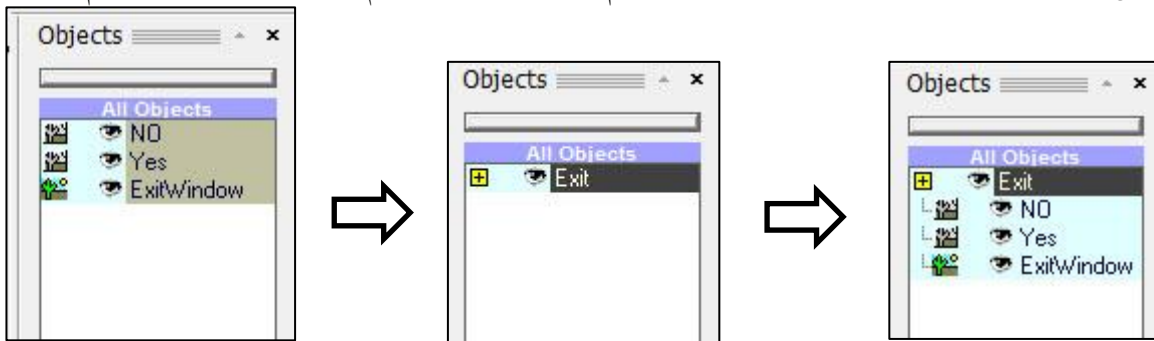 Objects
All Objects
NO
Yes
ExitWindow
Objects
All Objects
Exit
Objects
All Objects
Exit
NO
Yes
ExitWindow